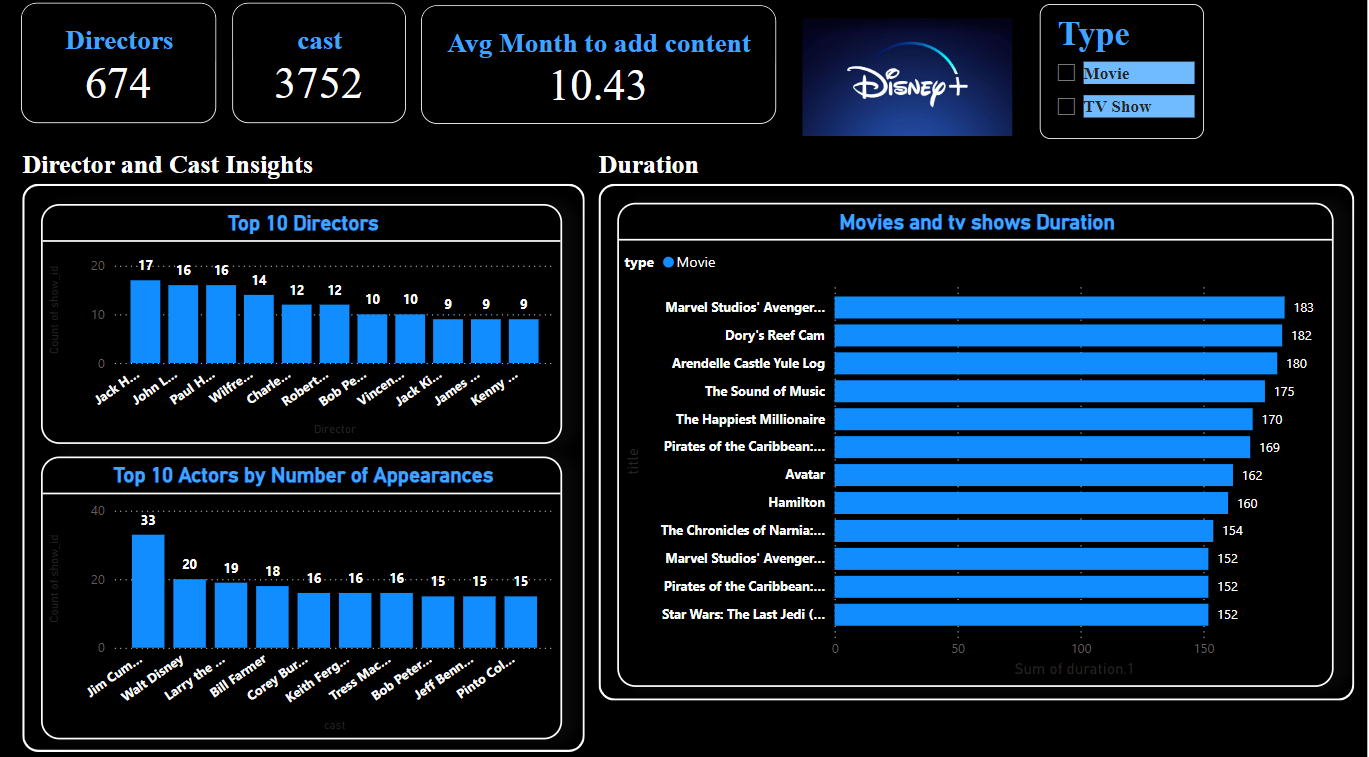 Directors
674
cast
3752
Avg Month to add content
10.43
Disney+
Type
Movie
TV Show
Director and Cast Insights
Top 10 Directors
Count of show_id
20
10
0
17
16
16
14
12
12
10
10
9
9
9
Jack H...
John L...
Paul H...
Wilfre...
Charle...
Robert...
Bob Pe...
Vincen...
Jack Ki...
James ...
Kenny ...
Director
Top 10 Actors by Number of Appearances
Count of show_id
40
20
0
33
20
19
18
16
16
16
15
15
15
Jim Cum...
Walt Disney
Larry the ...
Bill Farmer
Corey Bur...
Keith Ferg...
Tress Mac...
Bob Peter...
Jeff Benn...
Pinto Col...
cast
Duration
Movies and tv shows Duration
type Movie
title
Marvel Studios' Avenger... 183
Dory's Reef Cam 182
Arendelle Castle Yule Log 180
The Sound of Music 175
The Happiest Millionaire 170
Pirates of the Caribbean:... 169
Avatar 162
Hamilton 160
The Chronicles of Narnia:... 154
Marvel Studios' Avenger... 152
Pirates of the Caribbean:... 152
Star Wars: The Last Jedi (... 152
0 50 100 150
Sum of duration.1